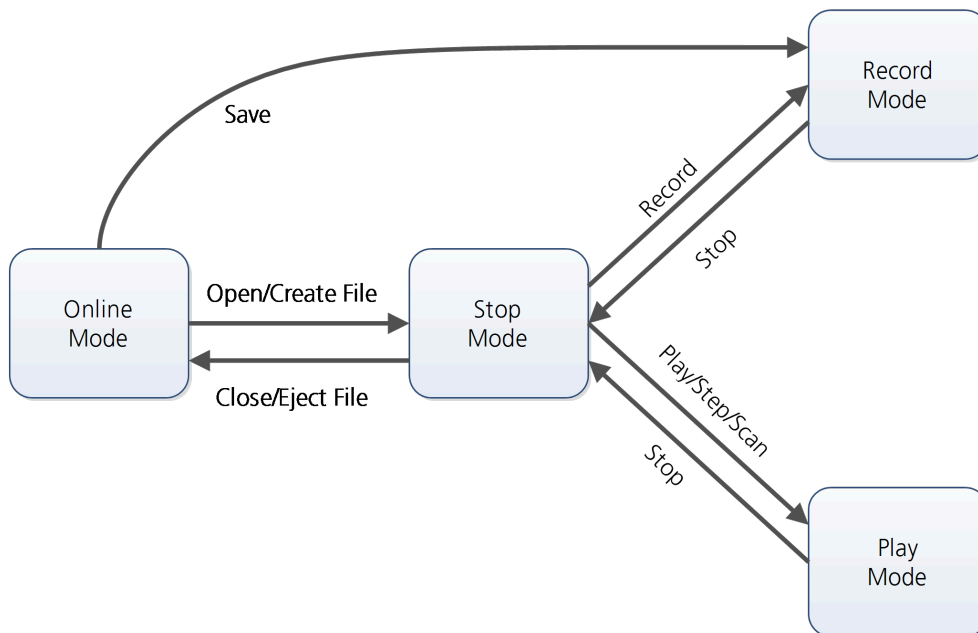 Record
Mode
Save
Record
Stop
Online
Mode
Open/Create File
Stop
Mode
Close/Eject File
Play/Step/Scan
Stop
Play
Mode